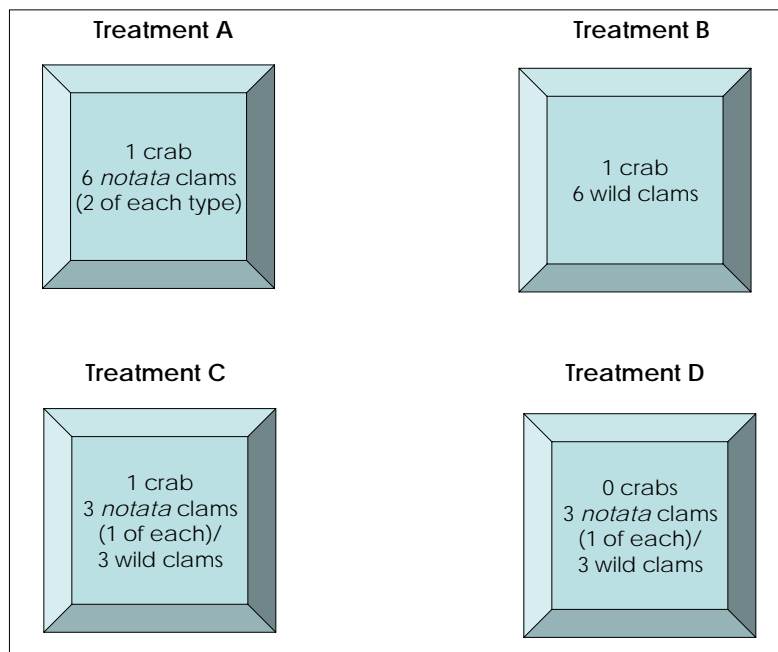 Treatment A
1 crab
6 notata clams
(2 of each type)
Treatment B
1 crab
6 wild clams
Treatment C
1 crab
3 notata clams
(1 of each)/
3 wild clams
Treatment D
0 crabs
3 notata clams
(1 of each)/
3 wild clams